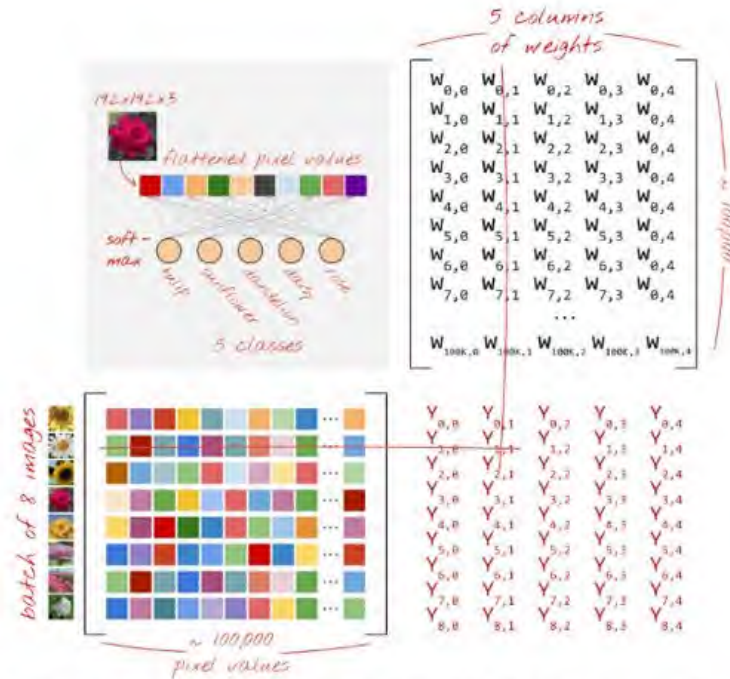 5 columns
of weights
192x192x3
flattened pixel values
soft-
max
tulip
sunflower
dandelion
daisy
rose
5 classes
W0,0 W0,1 W0,2 W0,3 W0,4
W1,0 W1,1 W1,2 W1,3 W0,4
W2,0 W2,1 W2,2 W2,3 W0,4
W3,0 W3,1 W3,2 W3,3 W0,4
W4,0 W4,1 W4,2 W4,3 W0,4
W5,0 W5,1 W5,2 W5,3 W0,4
W6,0 W6,1 W6,2 W6,3 W0,4
W7,0 W7,1 W7,2 W7,3 W0,4
...
W100K,0 W100K,1 W100K,2 W100K,3 W100K,4
batch of 8 images
...
...
...
...
...
...
...
...
~ 100,000
pixel values
Y0,0 Y0,1 Y0,2 Y0,3 Y0,4
Y1,1 Y1,2 Y1,3 Y1,4
Y2,0 Y2,1 Y2,2 Y2,3 Y2,4
Y3,0 Y3,1 Y3,2 Y3,3 Y3,4
Y4,0 Y4,1 Y4,2 Y4,4
Y5,0 Y5,1 Y5,2 Y5,3 Y5,4
Y6,0 Y6,1 Y6,2 Y6,3 Y6,4
Y7,0 Y7,1 Y7,2 Y7,3 Y7,4
Y8,0 Y8,1 Y8,2 Y8,3 Y8,4